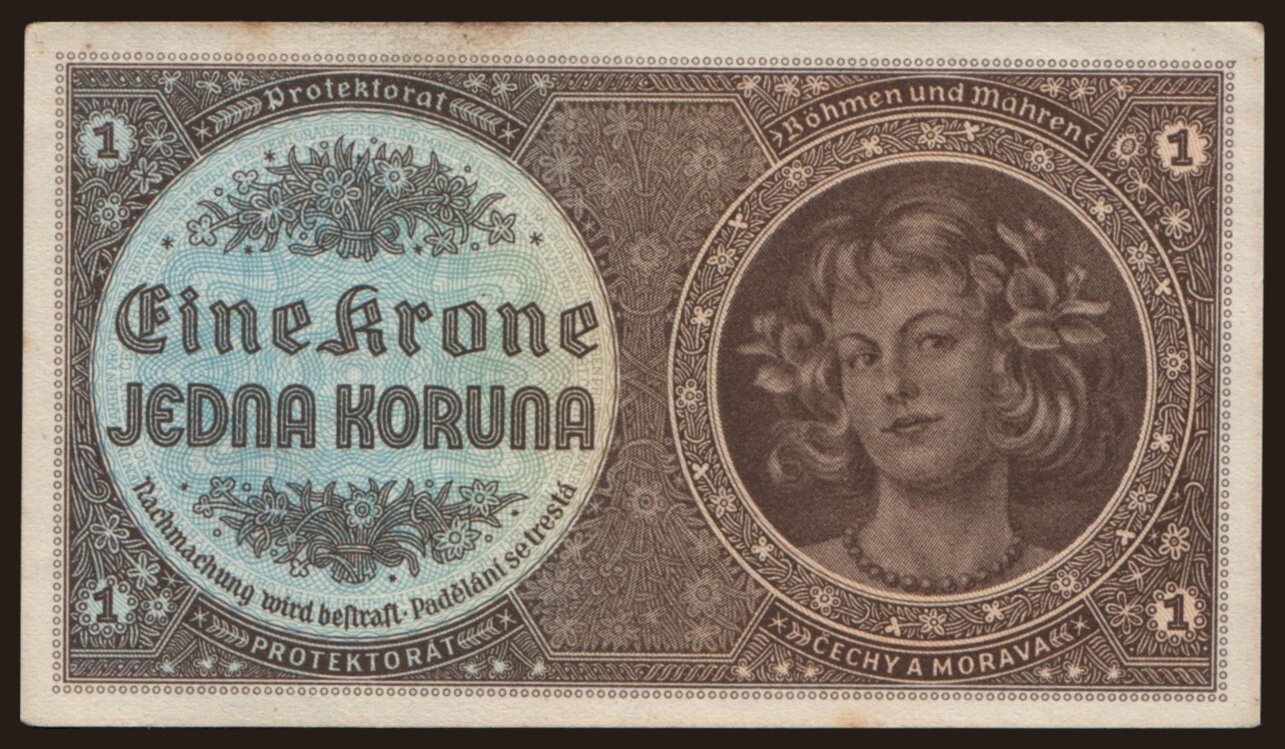 Protektorat
Böhmen und Mähren
1
1
Eine Krone
JEDNA KORUNA
Nachmachung wird bestraft · Padělání se trestá
1
1
PROTEKTORÁT
ČECHY A MORAVA